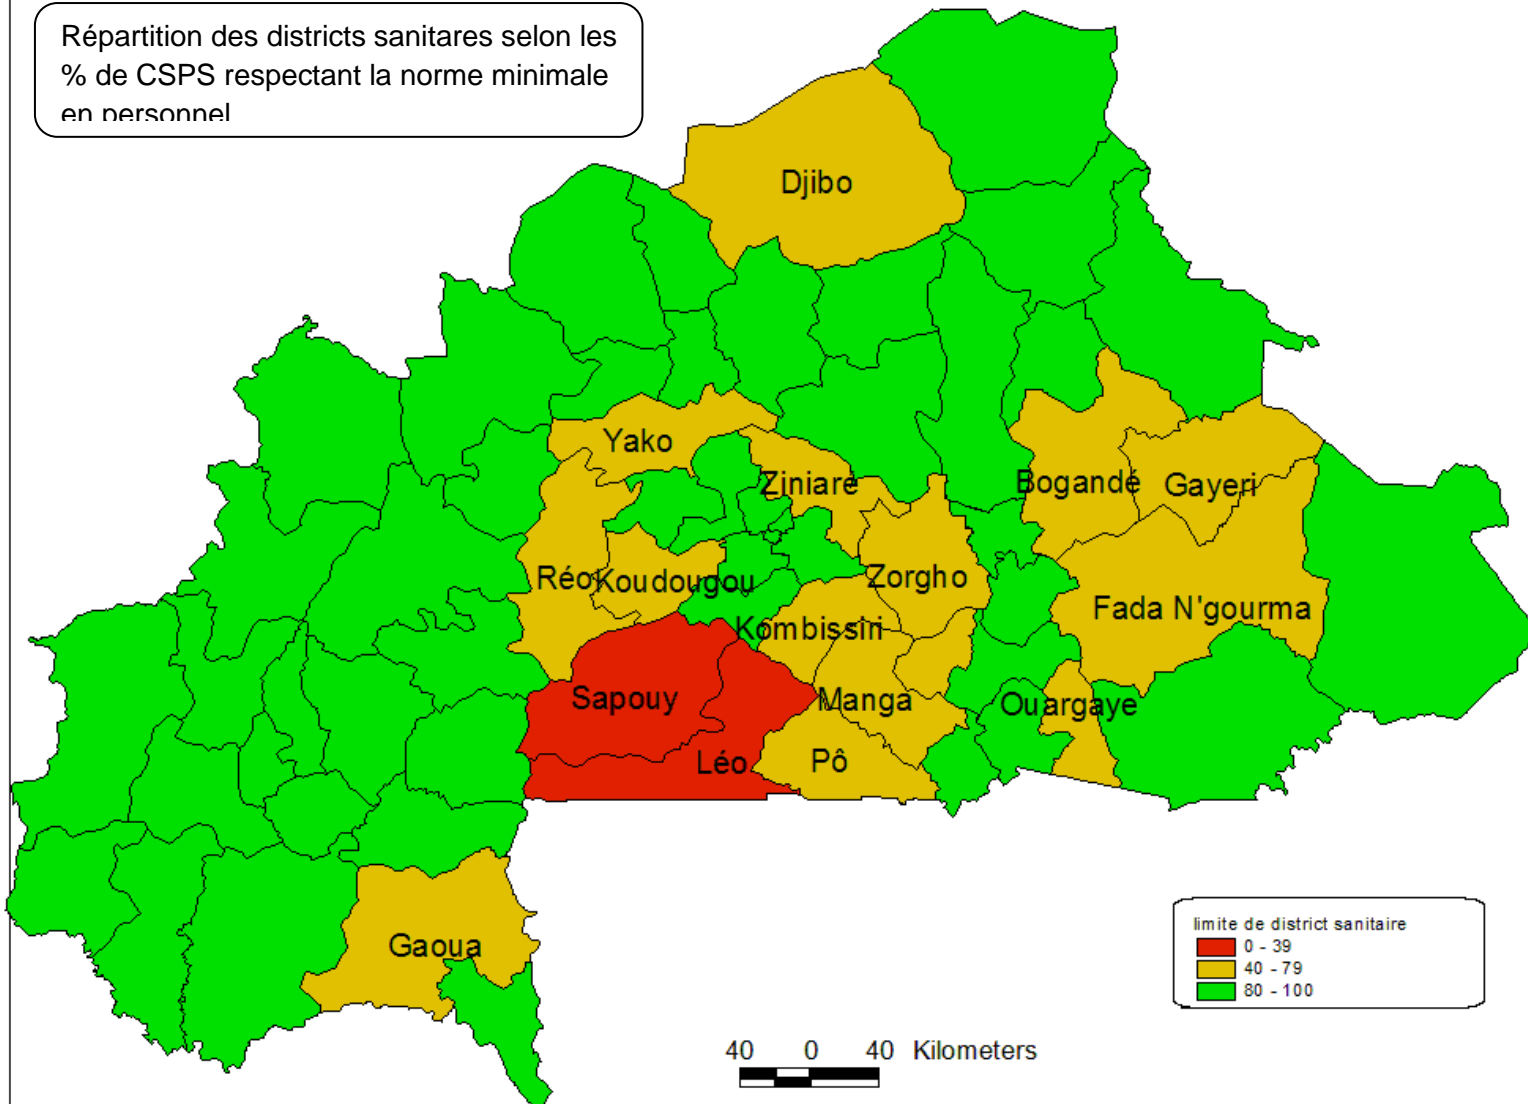 Répartition des districts sanitares selon les
% de CSPS respectant la norme minimale
en personnel
Djibo
Yako
Ziniaré
Bogandé
Gayeri
Réo
Koudougou
Zorgho
Fada N'gourma
Kombissiri
Sapouy
Manga
Ouargaye
Léo
Pô
Gaoua
limite de district sanitaire
0 - 39
40 - 79
80 - 100
40 0 40 Kilometers